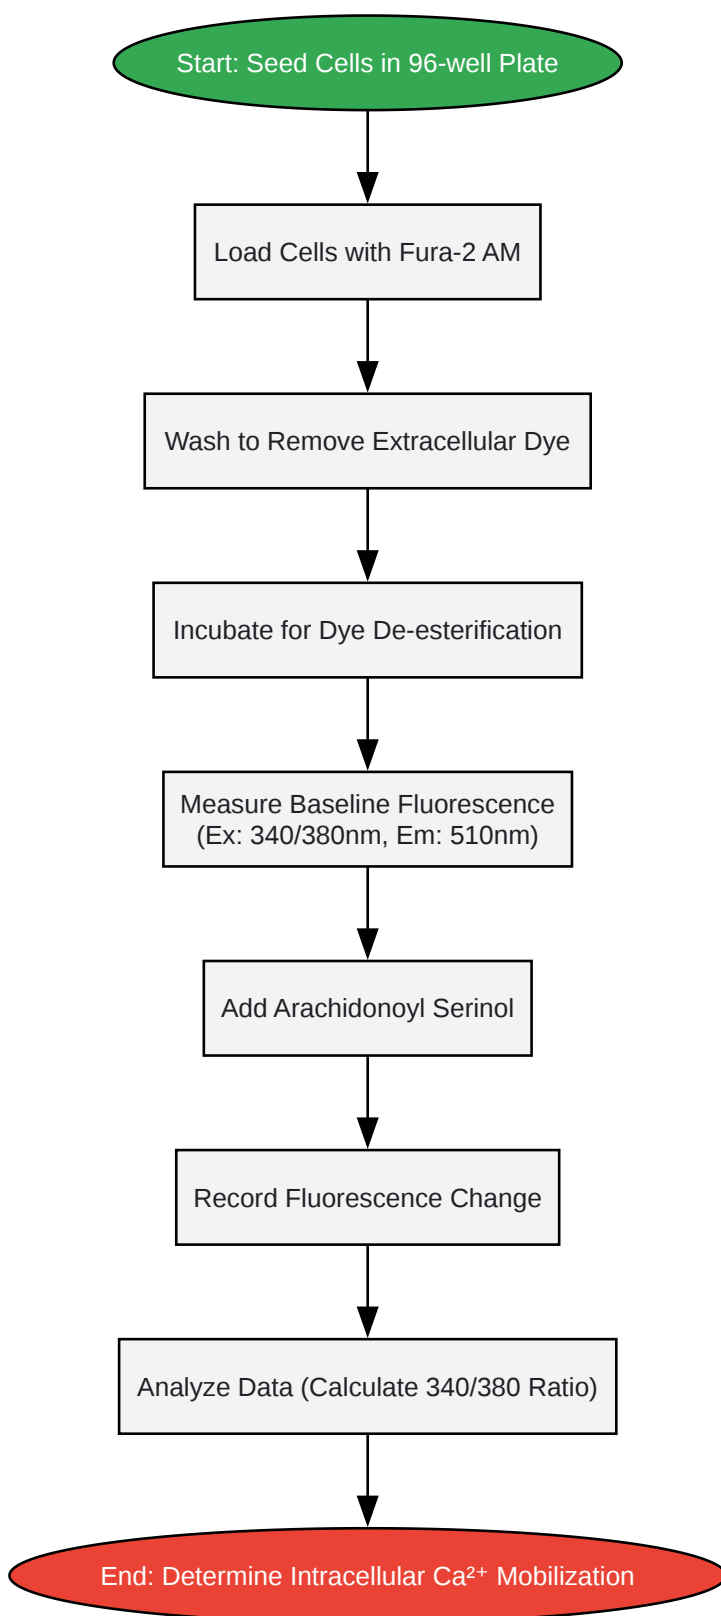 Start: Seed Cells in 96-well Plate
Load Cells with Fura-2 AM
Wash to Remove Extracellular Dye
Incubate for Dye De-esterification
Measure Baseline Fluorescence
(Ex: 340/380nm, Em: 510nm)
Add Arachidonoyl Serinol
Record Fluorescence Change
Analyze Data (Calculate 340/380 Ratio)
End: Determine Intracellular Ca²⁺ Mobilization